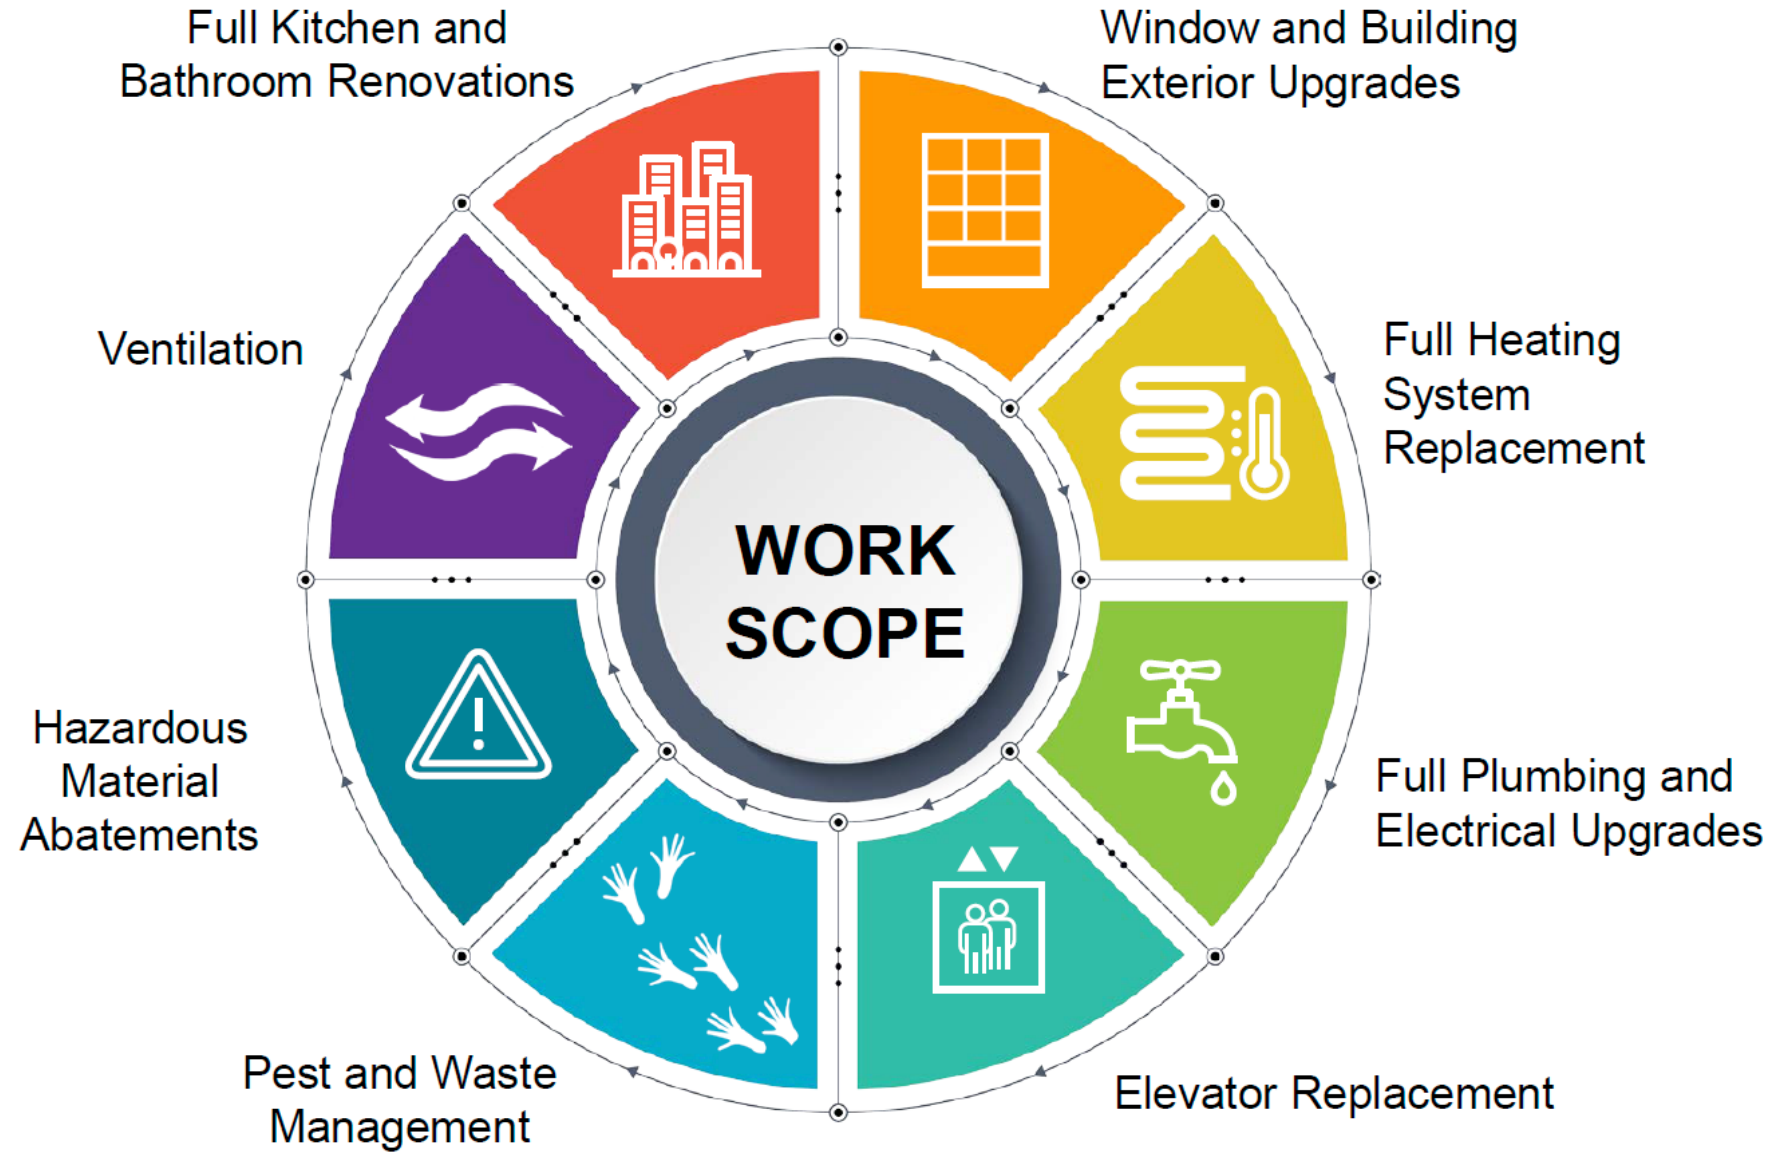 Full Kitchen and
Bathroom Renovations
Window and Building
Exterior Upgrades
Ventilation
Full Heating
System
Replacement
WORK
SCOPE
Hazardous
Material
Abatements
Full Plumbing and
Electrical Upgrades
Pest and Waste
Management
Elevator Replacement